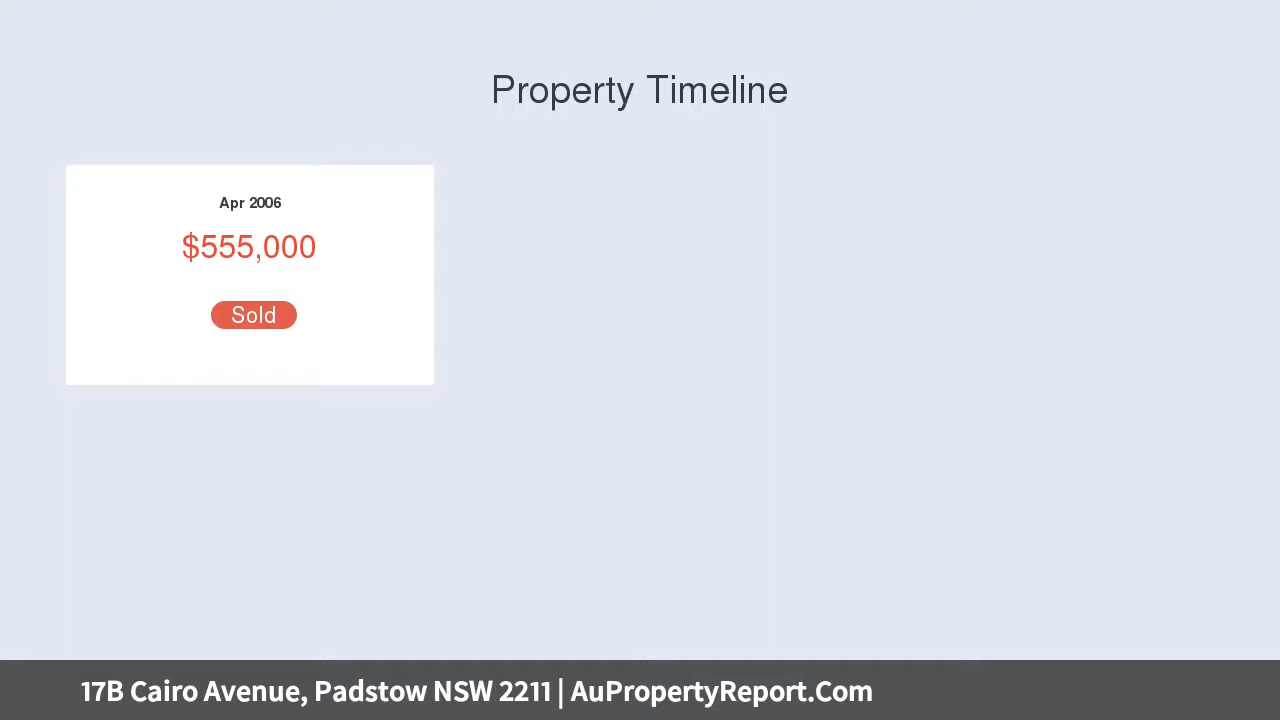 Property Timeline
Apr 2006
$555,000
Sold
17B Cairo Avenue, Padstow NSW 2211 | AuPropertyReport.Com